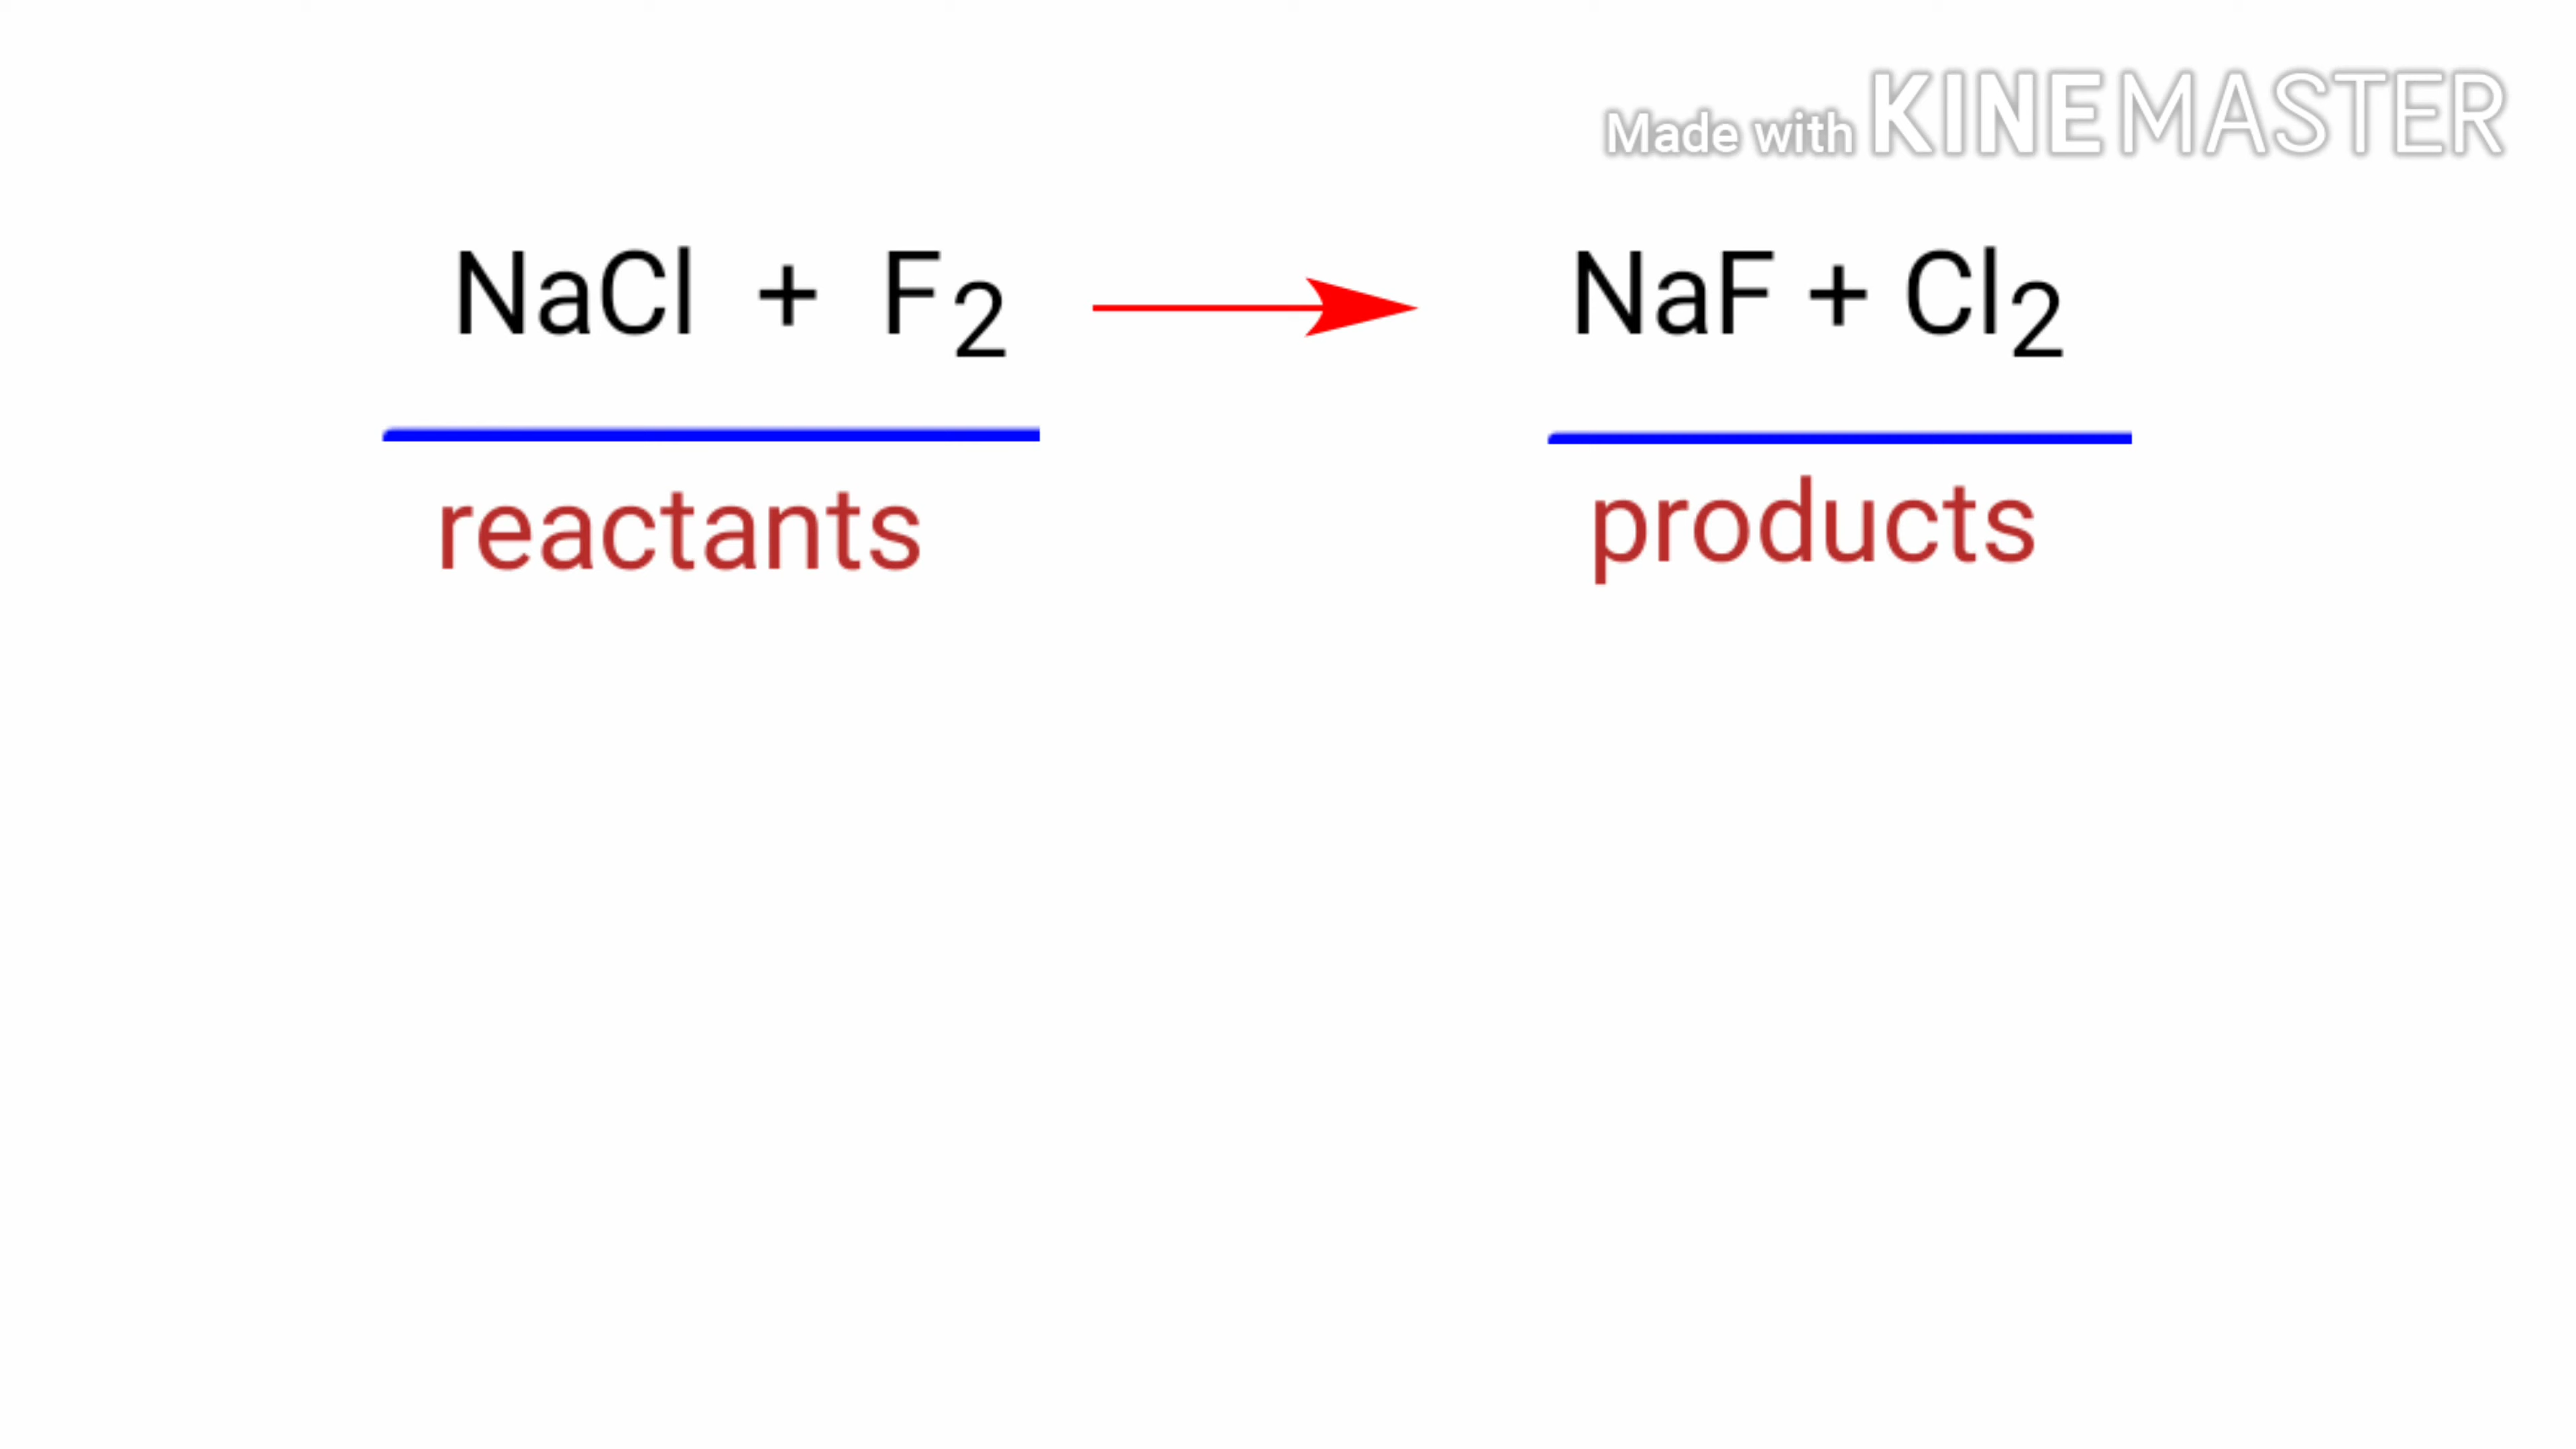 Made with KINEMASTER
NaCl + F2 → NaF + Cl2
reactants products